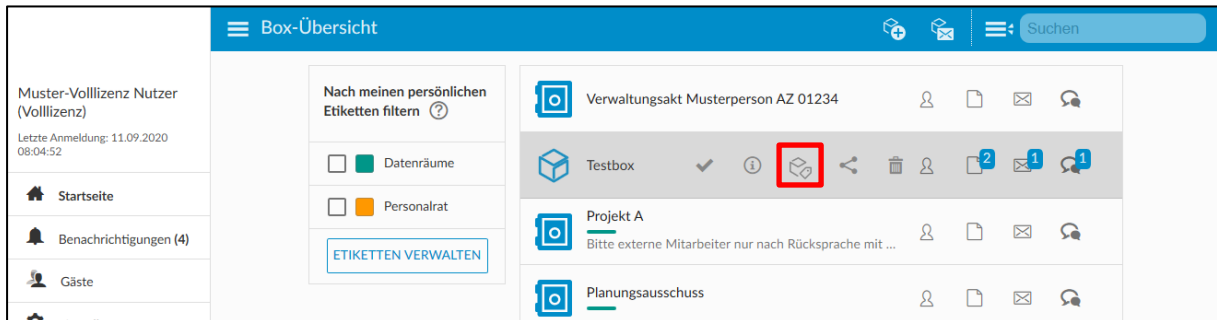 Box-Übersicht
Suchen
Muster-Volllizenz Nutzer
(Volllizenz)
Letzte Anmeldung: 11.09.2020
08:04:52
Startseite
Benachrichtigungen (4)
Gäste
Nach meinen persönlichen
Etiketten filtern ?
Datenräume
Personalrat
ETIKETTEN VERWALTEN
Verwaltungsakt Musterperson AZ 01234
Testbox 2 1 1
Projekt A
Bitte externe Mitarbeiter nur nach Rücksprache mit ...
Planungsausschuss